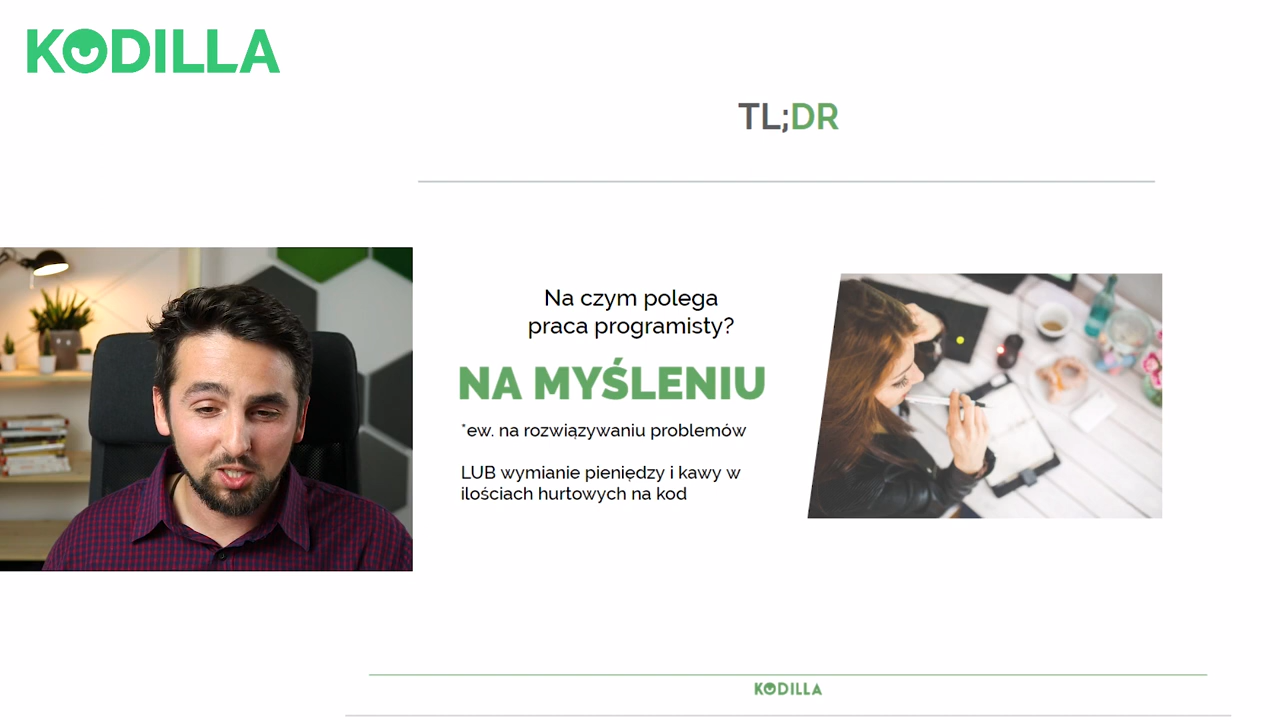 KODILLA
TL;DR
Na czym polega
praca programisty?
NA MYŚLENIU
*ew. na rozwiązywaniu problemów
LUB wymianie pieniędzy i kawy w
ilościach hurtowych na kod
KODILLA